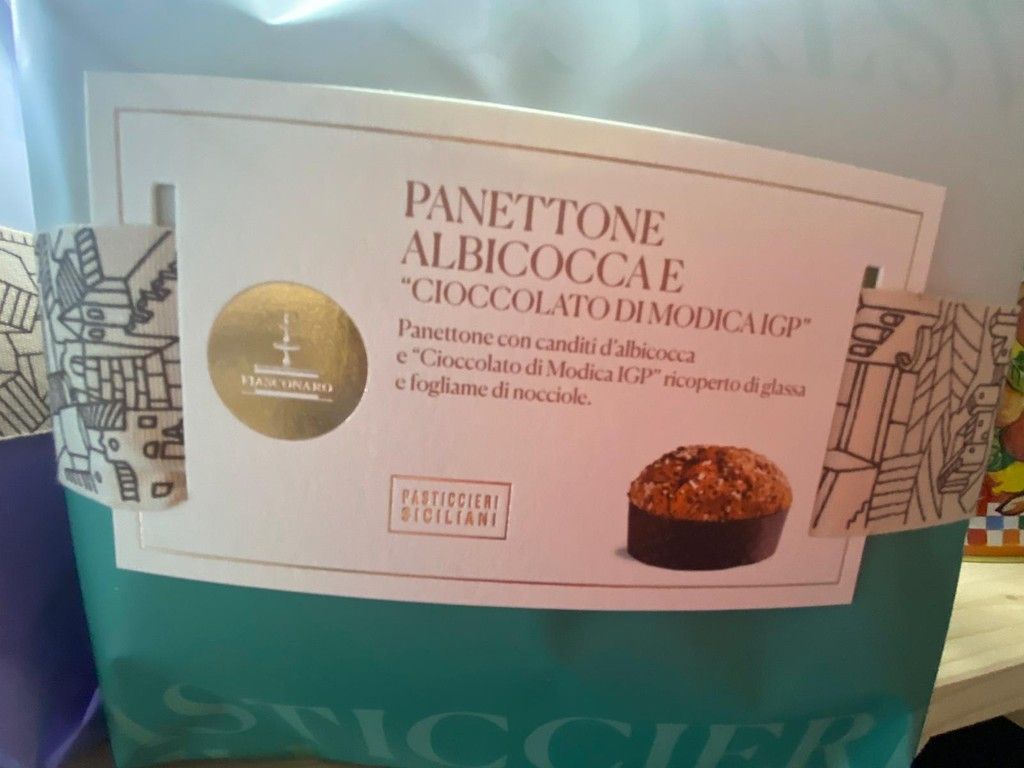 PANETTONE
ALBICOCCA E
“CIOCCOLATO DI MODICA IGP”
Panettone con canditi d’albicocca
e “Cioccolato di Modica IGP” ricoperto di glassa
e fogliame di nocciole.
FIASCONARO
PASTICCIERI
SICILIANI
ASTICCIER